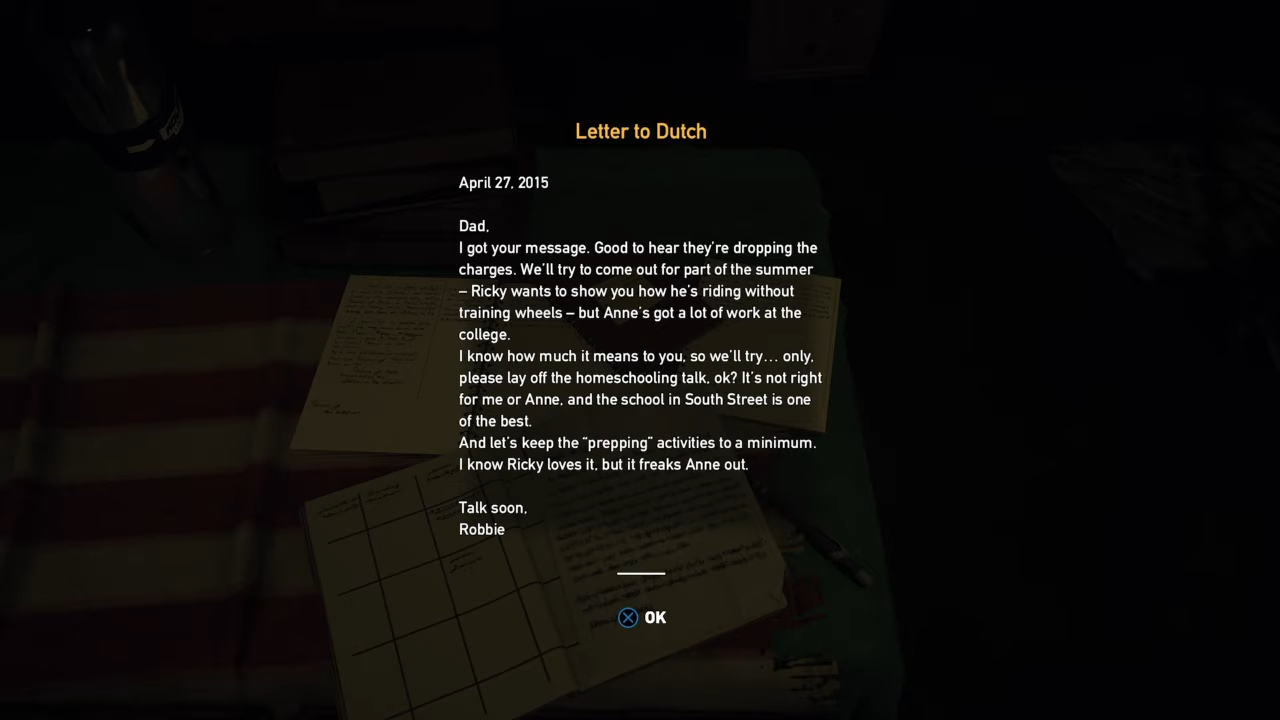 Letter to Dutch
April 27, 2015
Dad,
I got your message. Good to hear they're dropping the
charges. We'll try to come out for part of the summer
– Ricky wants to show you how he's riding without
training wheels – but Anne's got a lot of work at the
college.
I know how much it means to you, so we'll try... only,
please lay off the homeschooling talk, ok? It's not right
for me or Anne, and the school in South Street is one
of the best.
And let's keep the "prepping" activities to a minimum.
I know Ricky loves it, but it freaks Anne out.
Talk soon,
Robbie
OK